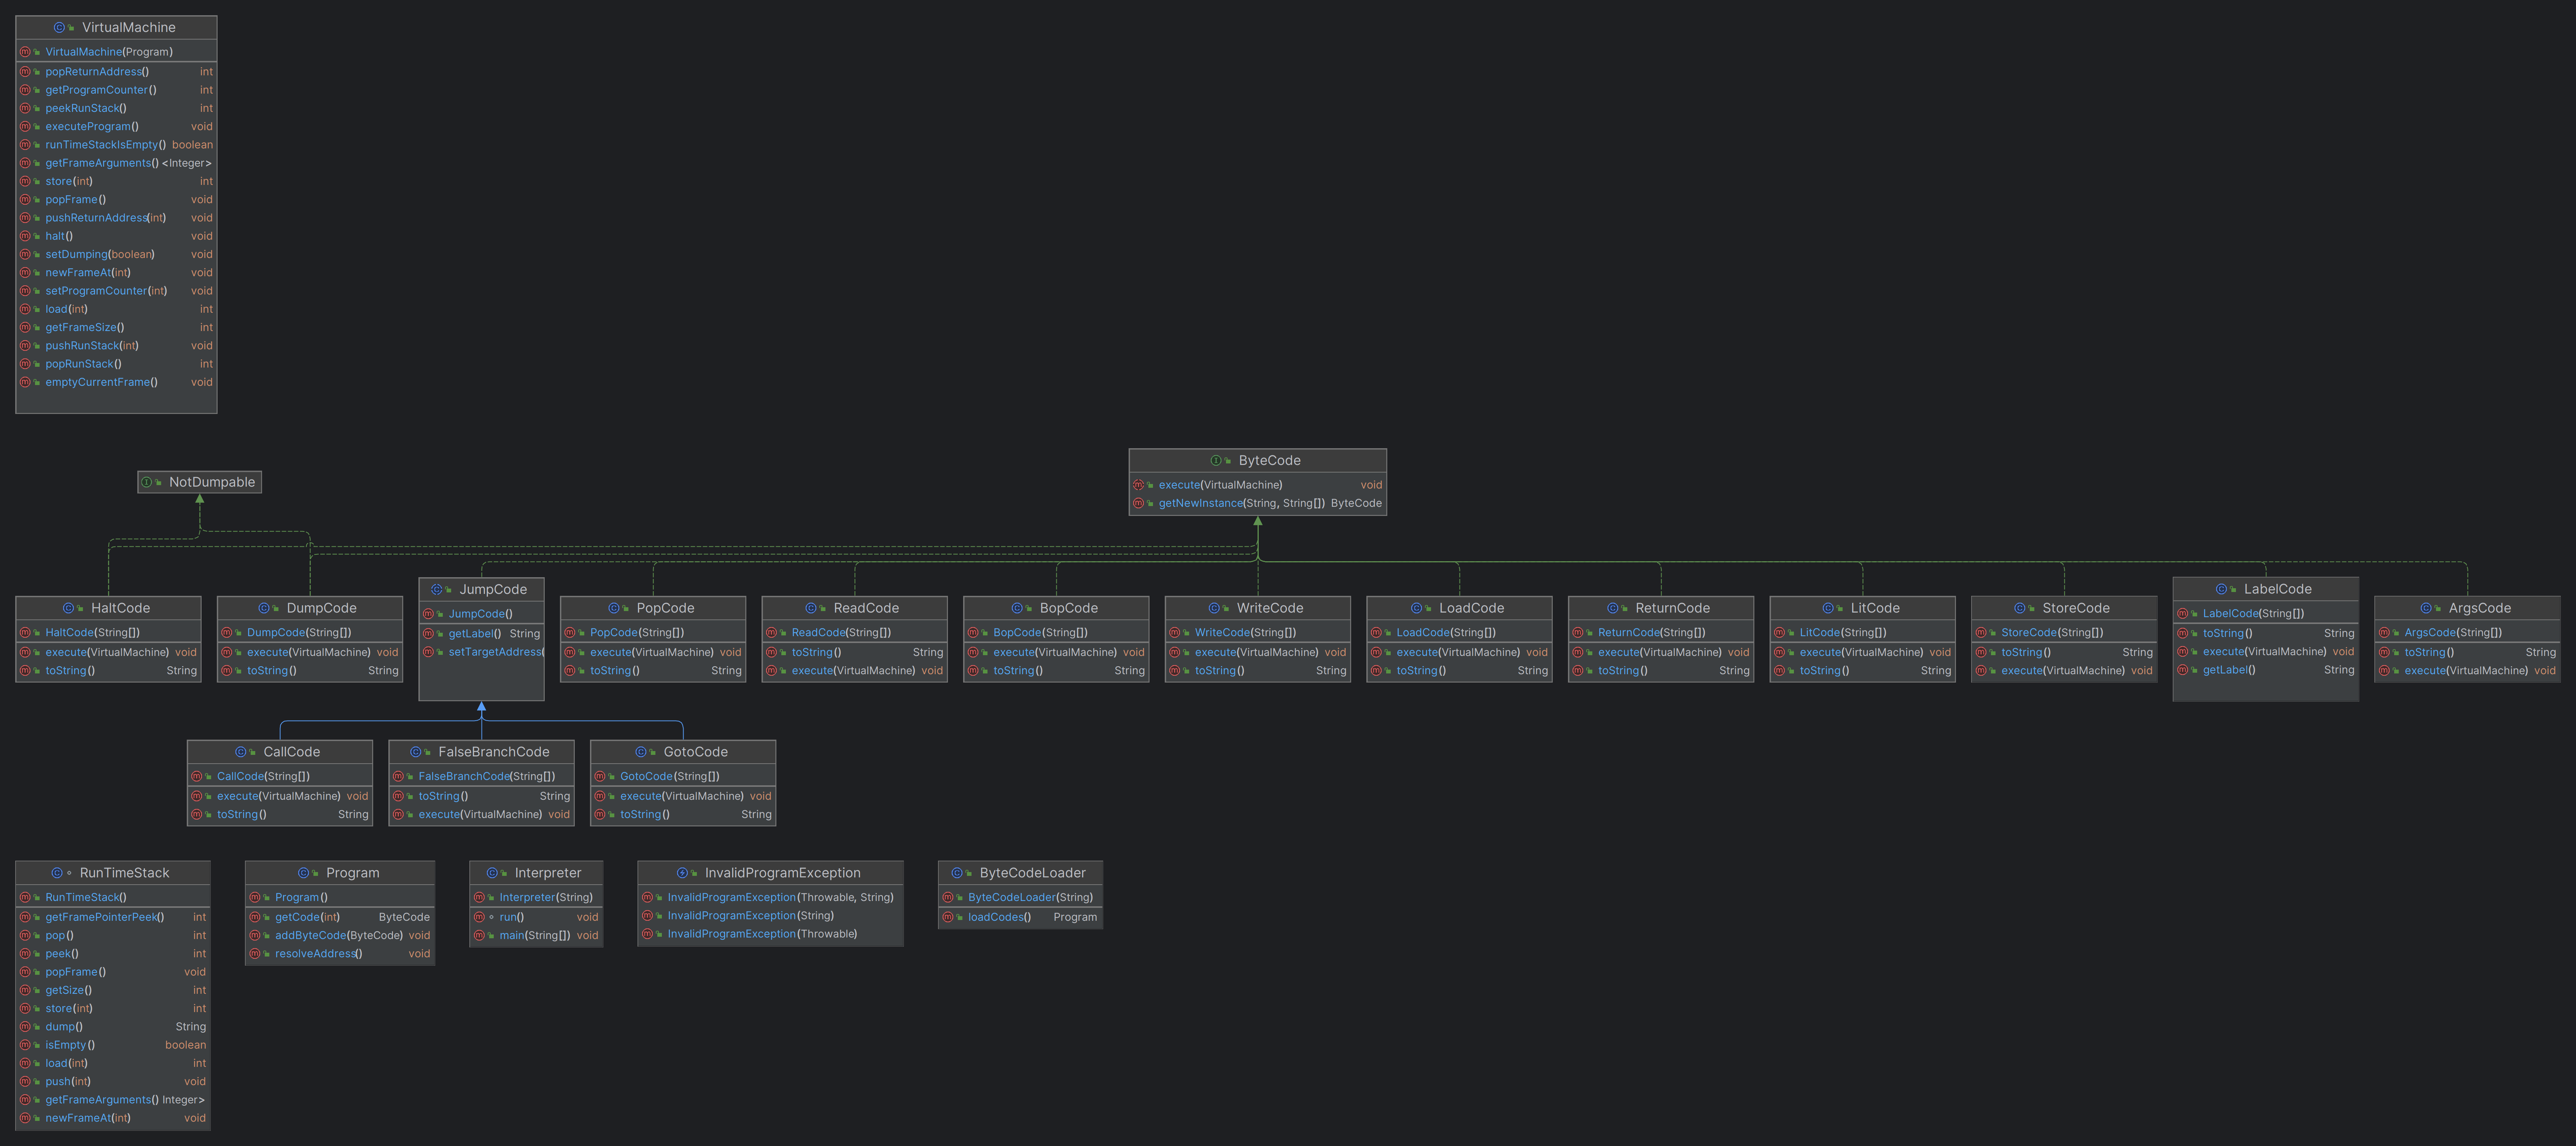 VirtualMachine
VirtualMachine(Program)
popReturnAddress() int
getProgramCounter() int
peekRunStack() int
executeProgram() void
runTimeStackIsEmpty() boolean
getFrameArguments() <Integer>
store(int) int
popFrame() void
pushReturnAddress(int) void
halt() void
setDumping(boolean) void
newFrameAt(int) void
setProgramCounter(int) void
load(int) int
getFrameSize() int
pushRunStack(int) void
popRunStack() int
emptyCurrentFrame() void
NotDumpable
ByteCode
execute(VirtualMachine) void
getNewInstance(String, String[]) ByteCode
HaltCode
HaltCode(String[])
execute(VirtualMachine) void
toString() String
DumpCode
DumpCode(String[])
execute(VirtualMachine) void
toString() String
JumpCode
JumpCode()
getLabel() String
setTargetAddress(
PopCode
PopCode(String[])
execute(VirtualMachine) void
toString() String
ReadCode
ReadCode(String[])
toString() String
execute(VirtualMachine) void
BopCode
BopCode(String[])
execute(VirtualMachine) void
toString() String
WriteCode
WriteCode(String[])
execute(VirtualMachine) void
toString() String
LoadCode
LoadCode(String[])
execute(VirtualMachine) void
toString() String
ReturnCode
ReturnCode(String[])
execute(VirtualMachine) void
toString() String
LitCode
LitCode(String[])
execute(VirtualMachine) void
toString() String
StoreCode
StoreCode(String[])
toString() String
execute(VirtualMachine) void
LabelCode
LabelCode(String[])
toString() String
execute(VirtualMachine) void
getLabel() String
ArgsCode
ArgsCode(String[])
toString() String
execute(VirtualMachine) void
CallCode
CallCode(String[])
execute(VirtualMachine) void
toString() String
FalseBranchCode
FalseBranchCode(String[])
toString() String
execute(VirtualMachine) void
GotoCode
GotoCode(String[])
execute(VirtualMachine) void
toString() String
RunTimeStack
RunTimeStack()
getFramePointerPeek() int
pop() int
peek() int
popFrame() void
getSize() int
store(int) int
dump() String
isEmpty() boolean
load(int) int
push(int) void
getFrameArguments() Integer>
newFrameAt(int) void
Program
Program()
getCode(int) ByteCode
addByteCode(ByteCode) void
resolveAddress() void
Interpreter
Interpreter(String)
run() void
main(String[]) void
InvalidProgramException
InvalidProgramException(Throwable, String)
InvalidProgramException(String)
InvalidProgramException(Throwable)
ByteCodeLoader
ByteCodeLoader(String)
loadCodes() Program